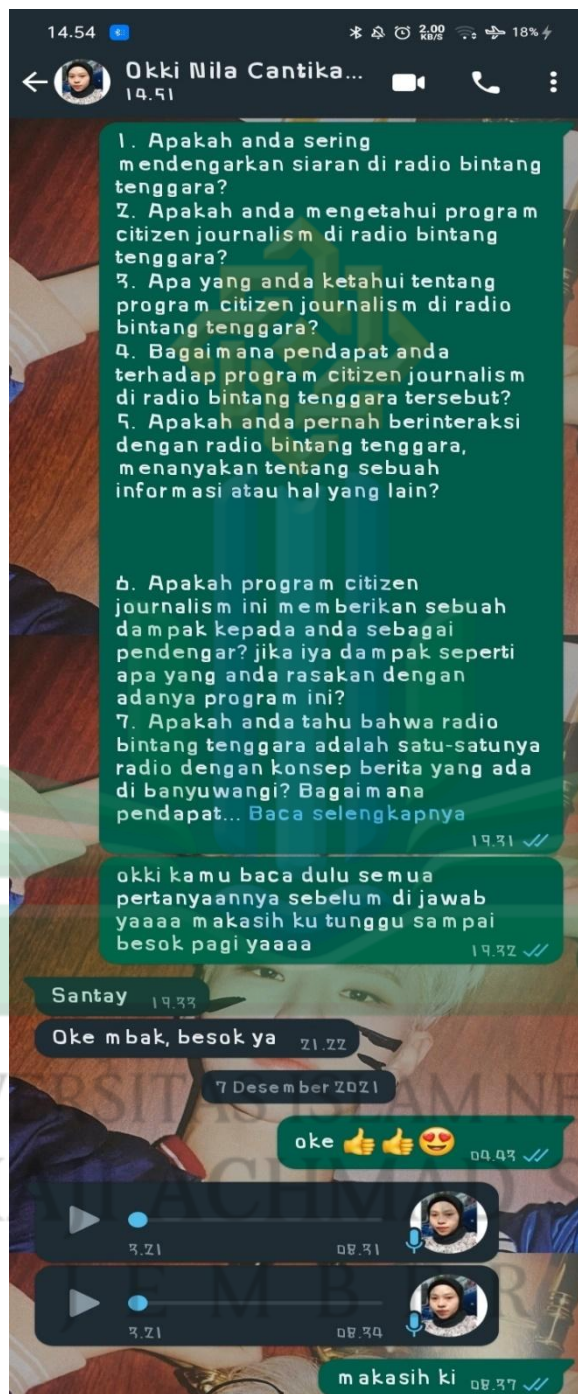 14.54
2.00 KB/S
18%
Okki Nila Cantika...
19.51
1. Apakah anda sering
mendengarkan siaran di radio bintang
tenggara?
2. Apakah anda mengetahui program
citizen journalism di radio bintang
tenggara?
3. Apa yang anda ketahui tentang
program citizen journalism di radio
bintang tenggara?
4. Bagaimana pendapat anda
terhadap program citizen journalism
di radio bintang tenggara tersebut?
5. Apakah anda pernah berinteraksi
dengan radio bintang tenggara,
menanyakan tentang sebuah
informasi atau hal yang lain?
6. Apakah program citizen
journalism ini memberikan sebuah
dampak kepada anda sebagai
pendengar? jika iya dampak seperti
apa yang anda rasakan dengan
adanya program ini?
7. Apakah anda tahu bahwa radio
bintang tenggara adalah satu-satunya
radio dengan konsep berita yang ada
di banyuwangi? Bagaimana
pendapat... Baca selengkapnya
19.31
okki kamu baca dulu semua
pertanyaannya sebelum di jawab
yaaaa makasih ku tunggu sampai
besok pagi yaaaa
19.32
Santay 19.33
Oke mbak, besok ya 21.22
7 Desember 2021
oke 👍👍😍 04.43
3.21 08.31
3.21 08.34
makasih ki 08.37
VERSITAS ISLAM NE
AJI ACHMAD S
J E M B E R